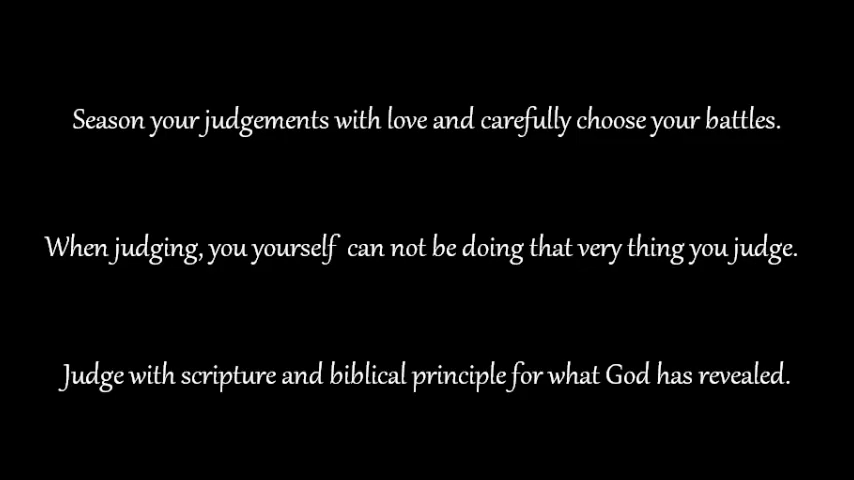 Season your judgements with love and carefully choose your battles.
When judging, you yourself can not be doing that very thing you judge.
Judge with scripture and biblical principle for what God has revealed.